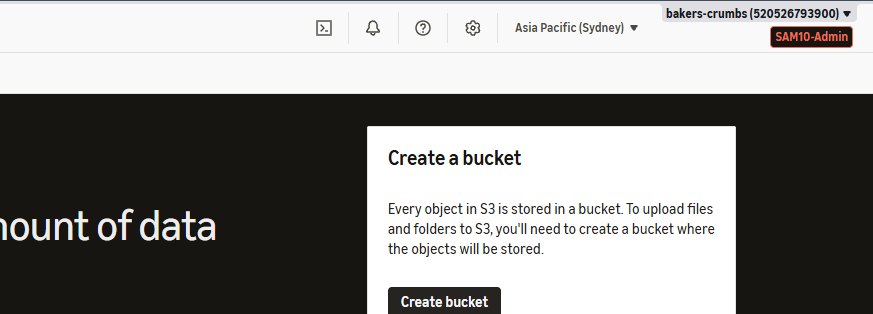 bakers-crumbs (520526793900)
Asia Pacific (Sydney)
SAM10-Admin
Create a bucket
Every object in S3 is stored in a bucket. To upload files
and folders to S3, you'll need to create a bucket where
the objects will be stored.
nount of data
Create bucket